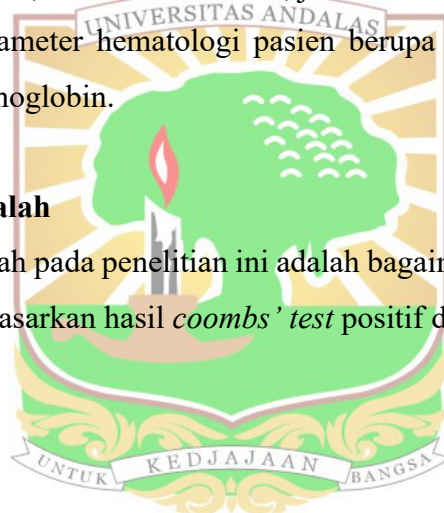 UNIVERSITAS ANDALAS
ameter hematologi pasien berupa
noglobin.
alah
ah pada penelitian ini adalah bagain
asarkan hasil coombs' test positif d
UNTUK KEDJAJAAN BANGSA